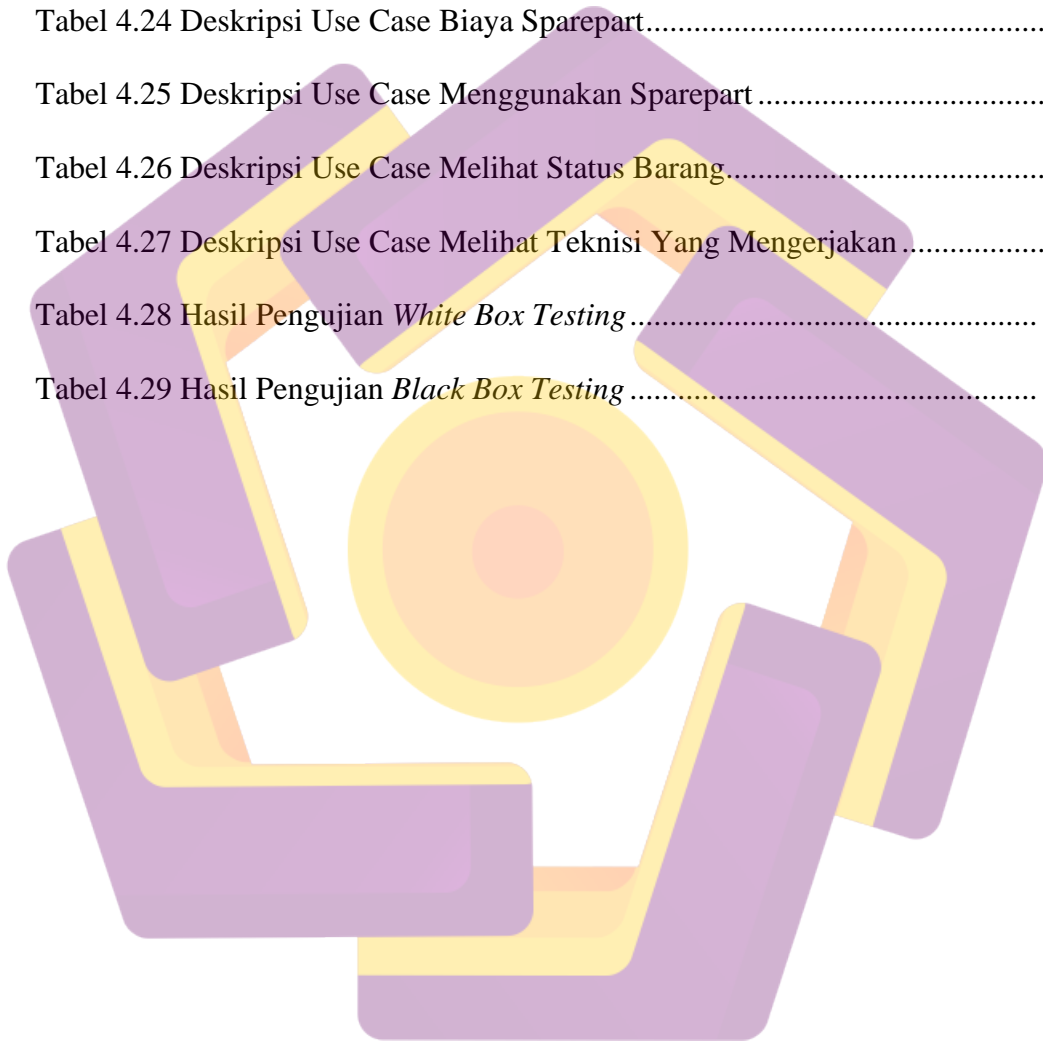 Tabel 4.24 Deskripsi Use Case Biaya Sparepart..................................................
Tabel 4.25 Deskripsi Use Case Menggunakan Sparepart ....................................
Tabel 4.26 Deskripsi Use Case Melihat Status Barang........................................
Tabel 4.27 Deskripsi Use Case Melihat Teknisi Yang Mengerjakan ..................
Tabel 4.28 Hasil Pengujian White Box Testing ...................................................
Tabel 4.29 Hasil Pengujian Black Box Testing ...................................................